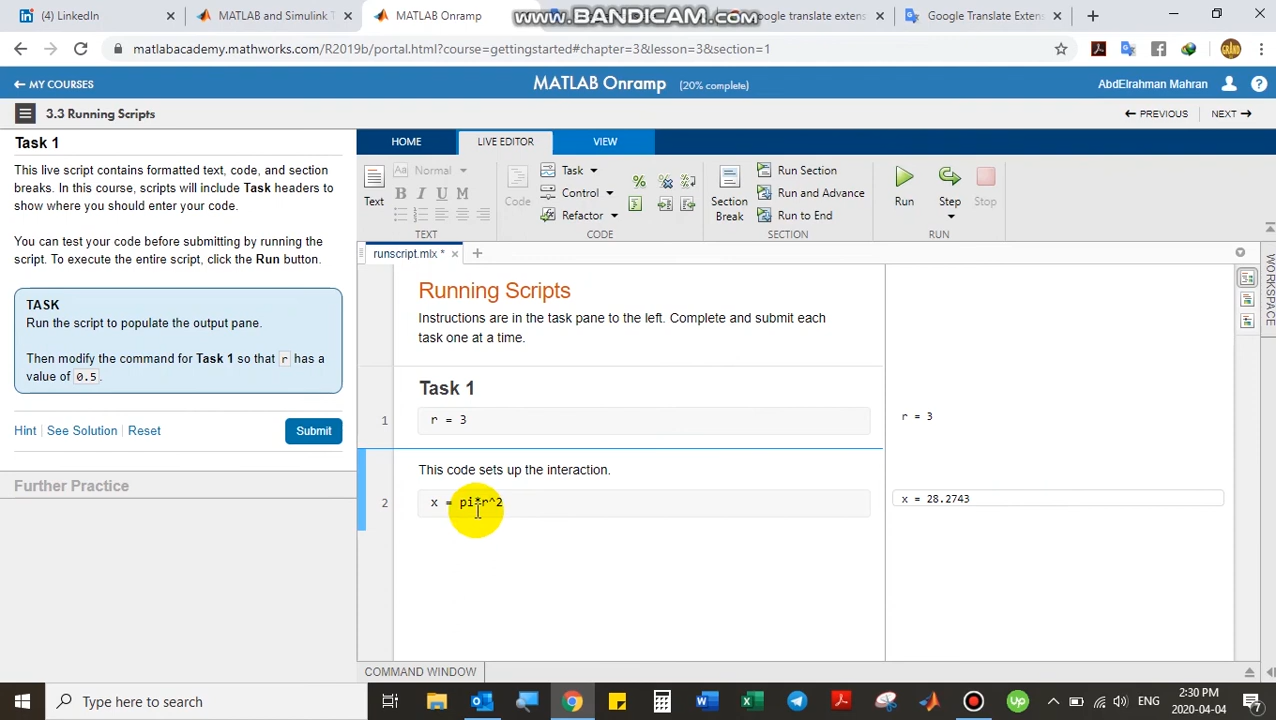 (4) LinkedIn
MATLAB and Simulink T
MATLAB Onramp
www.BANDICAM.com
oogle translate extens
Google Translate Exten
matlabacademy.mathworks.com/R2019b/portal.html?course=gettingstarted#chapter=3&lesson=3&section=1
MY COURSES
MATLAB Onramp (20% complete)
AbdElrahman Mahran
3.3 Running Scripts
PREVIOUS
NEXT
Task 1
This live script contains formatted text, code, and section
breaks. In this course, scripts will include Task headers to
show where you should enter your code.
You can test your code before submitting by running the
script. To execute the entire script, click the Run button.
TASK
Run the script to populate the output pane.
Then modify the command for Task 1 so that r has a
value of 0.5.
Hint See Solution Reset
Submit
Further Practice
HOME
LIVE EDITOR
VIEW
Text
Aa Normal
B I U M
TEXT
Code
Task
Control
Refactor
CODE
Section
Break
Run Section
Run and Advance
Run to End
SECTION
Run
Step
Stop
RUN
runscript.mlx *
WORKSPACE
Running Scripts
Instructions are in the task pane to the left. Complete and submit each
task one at a time.
Task 1
1 r = 3
r = 3
This code sets up the interaction.
2 x = pi*r^2
x = 28.2743
COMMAND WINDOW
Type here to search
ENG
2:30 PM
2020-04-04
7